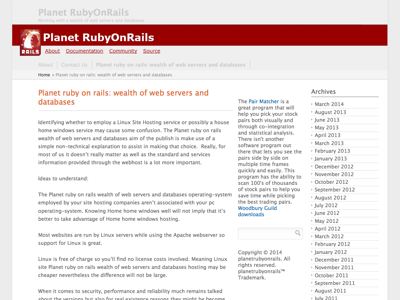 Planet RubyOnRails
Working with a wealth of web servers and databases
Planet RubyOnRails
RAILS
About Documentation Community Source
About Contact Us Planet ruby on rails wealth of web servers and databases
Home » Planet ruby on rails: wealth of web servers and databases
Planet ruby on rails: wealth of web servers and
databases
Identifying whether to employ a Linux Site Hosting service or possibly a house
home windows service may cause some confusion. The Planet ruby on rails
wealth of web servers and databases aim of the publish is make use of a
simple non-technical explanation to assist in making that choice. Really, for
most of us it doesn't really matter as well as the standard and services
information provided through the webhost is a lot more important.
Ideas to understand:
The Planet ruby on rails wealth of web servers and databases operating-system
employed by your site hosting companies aren't associated with your pc
operating-system. Knowing Home home windows well will not imply that it's
better to take advantage of Home home windows webhosting.
Most websites are run by Linux servers while using the Apache webserver so
support for Linux is great.
Linux is free of charge so you'll find no license costs involved: Meaning Linux
site Planet ruby on rails wealth of web servers and databases hosting may be
cheaper nevertheless the difference will not be large.
When it comes to security, performance and reliability much remains talked
about the versions but also for real existing reasons they might be become
The Pair Matcher is a
great program that will
help you pick your stock
pairs both visually and
through co-integration
and statistical analysis.
There isn't another
software program out
there that lets you see the
pairs side by side on
multiple time frames
quickly and easily. This
program has the ability to
scan 100's of thousands
of stock pairs to help you
save time while picking
the best trading pairs.
Woodbury Guild
downloads
Copyright © 2014
planetrubyonrails. All
rights reserved.
planetrubyonrails™
Trademark.
Archives
March 2014
August 2013
June 2013
May 2013
April 2013
March 2013
February 2013
January 2013
December 2012
November 2012
October 2012
September 2012
August 2012
July 2012
June 2012
May 2012
April 2012
March 2012
February 2012
January 2012
December 2011
November 2011
October 2011
September 2011
August 2011
July 2011